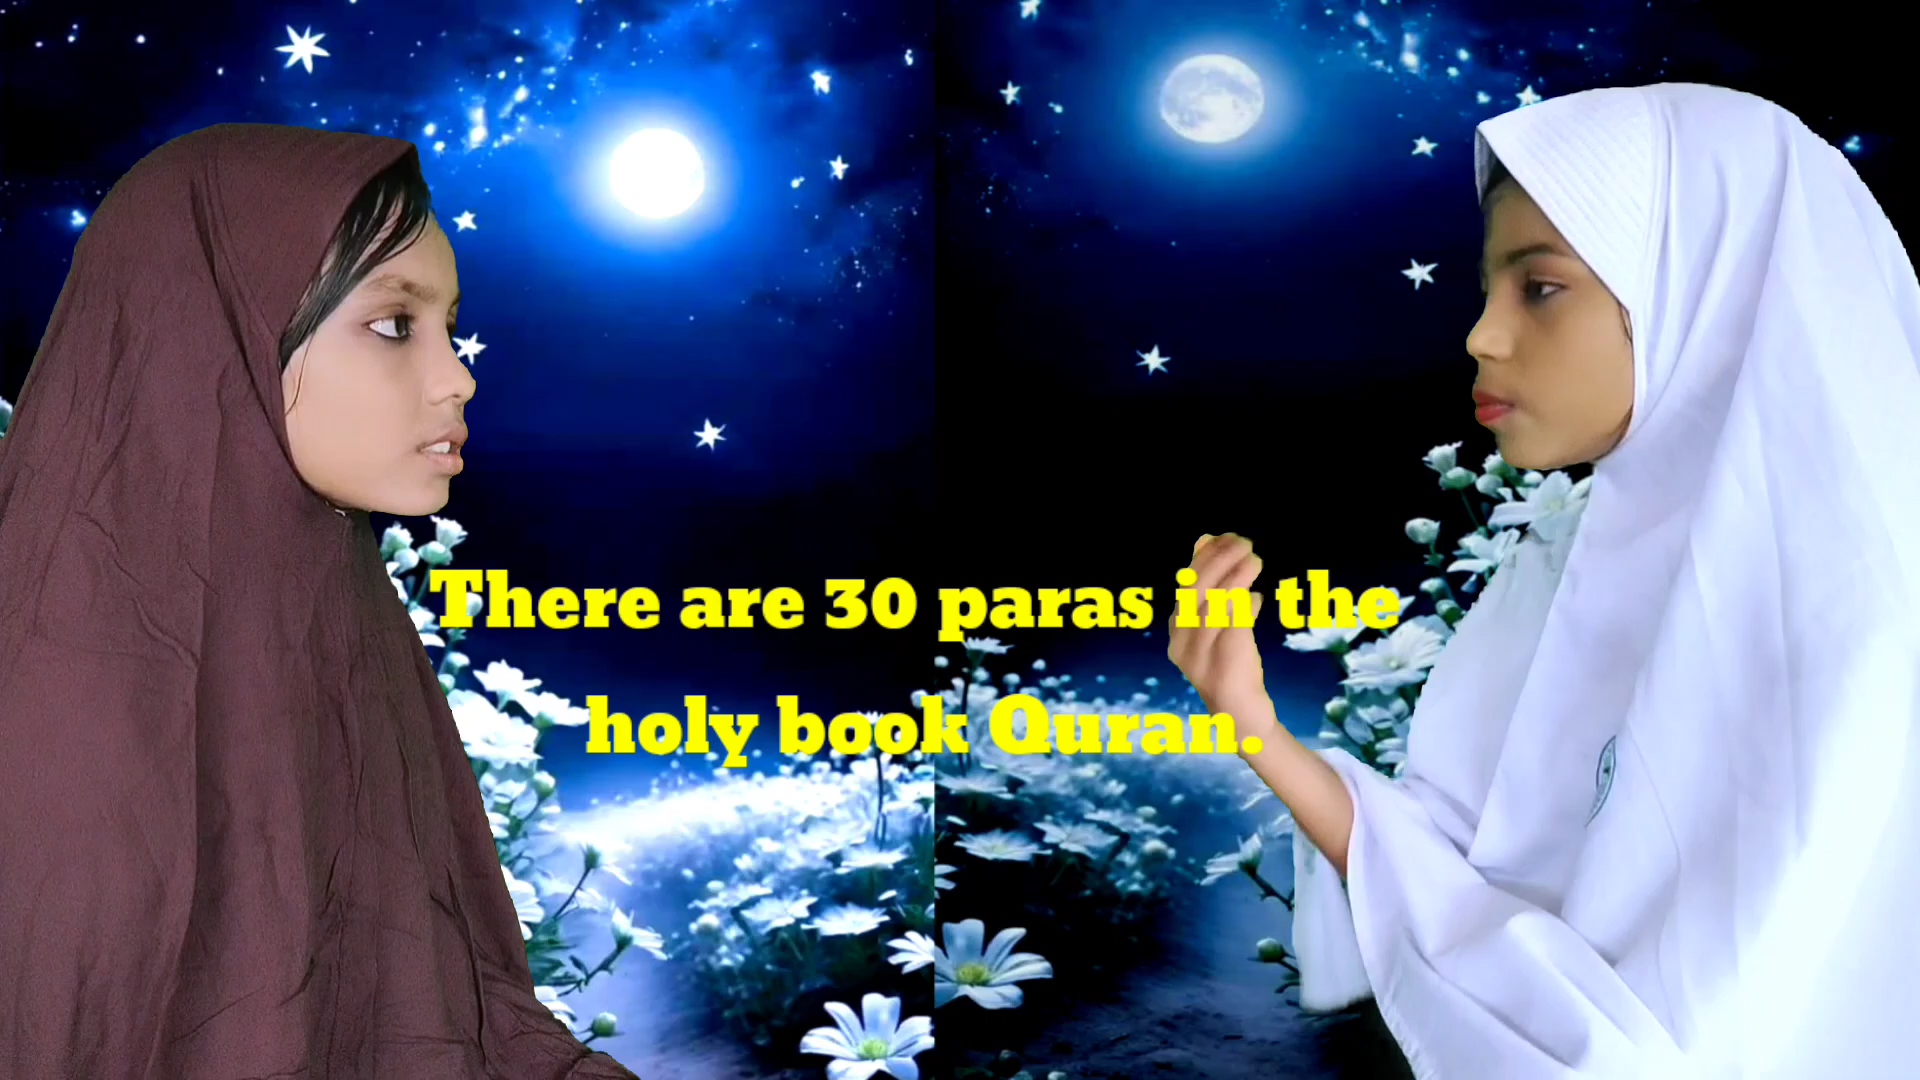 There are 30 paras in the
holy book Quran.